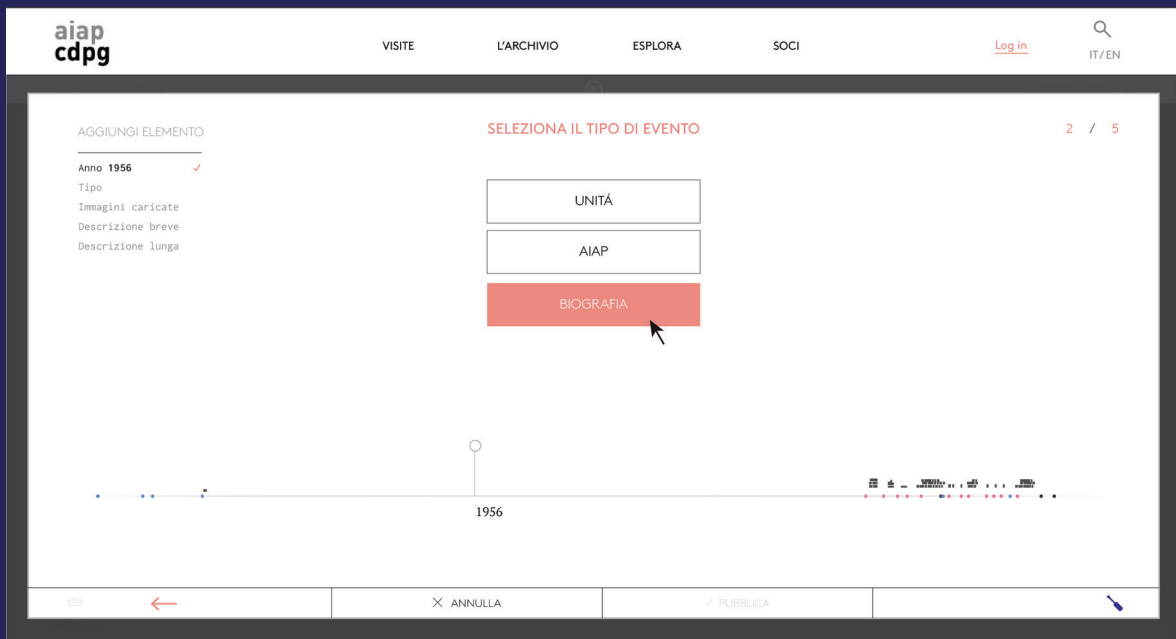 aiap
cdpg
VISITE
L'ARCHIVIO
ESPLORA
SOCI
Log in
IT/EN
AGGIUNGI ELEMENTO
SELEZIONA IL TIPO DI EVENTO
2 / 5
Anno 1956
Tipo
Immagini caricate
Descrizione breve
Descrizione lunga
UNITÁ
AIAP
BIOGRAFIA
1956
ANNULLA
PUBBLICA